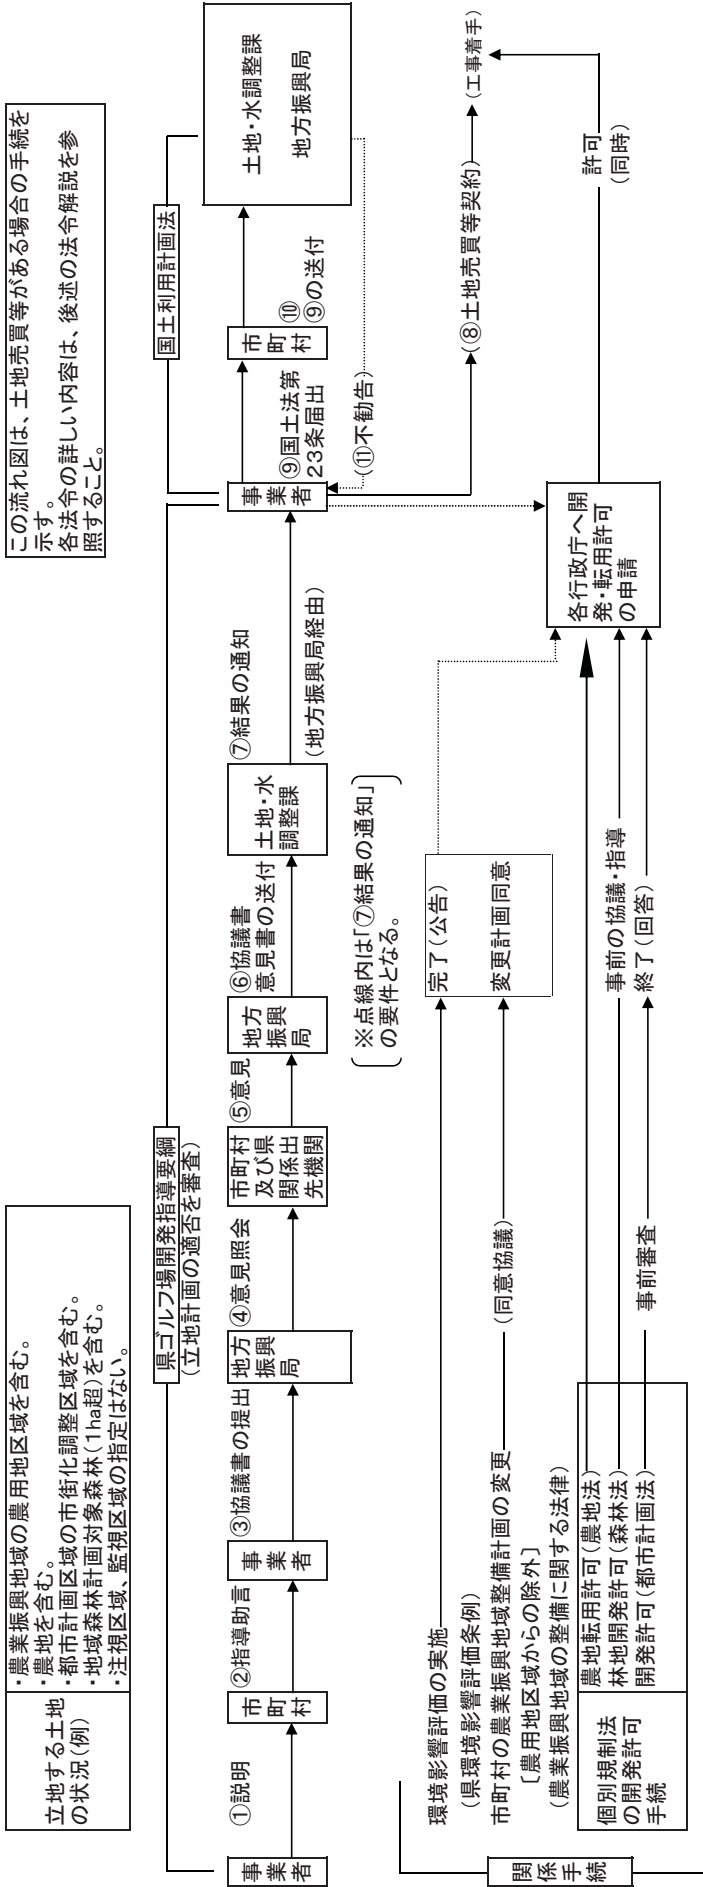 立地する土地
の状況(例)
・農業振興地域の農用地区域を含む。
・農地を含む。
・都市計画区域の市街化調整区域を含む。
・地域森林計画対象森林(1ha超)を含む。
・注視区域、監視区域の指定はない。
この流れ図は、土地売買等がある場合の手続を
示す。
各法令の詳しい内容は、後述の法令解説を参
照すること。
県ゴルフ場開発指導要綱
(立地計画の適否を審査)
国土利用計画法
事業者
①説明
市町村
②指導助言
事業者
③協議書の提出
地方
振興
局
④意見照会
市町村
及び県
関係出
先機関
⑤意見
地方
振興
局
⑥協議書
意見書の送付
土地・水
調整課
⑦結果の通知
(地方振興局経由)
事業者
⑨国土法第
23条届出
市町村
⑩
⑨の送付
土地・水調整課
地方振興局
(⑪不勧告)
※点線内は「⑦結果の通知」
の要件となる。
(⑧土地売買等契約)
(工事着手)
関係手続
環境影響評価の実施
(県環境影響評価条例)
完了(公告)
市町村の農業振興地域整備計画の変更
[農用地区域からの除外]
(農業振興地域の整備に関する法律)
(同意協議)
変更計画同意
個別規制法
の開発許可
手続
農地転用許可(農地法)
林地開発許可(森林法)
開発許可(都市計画法)
事前審査
事前の協議・指導
終了(回答)
各行政庁へ開
発・転用許可
の申請
許可
(同時)